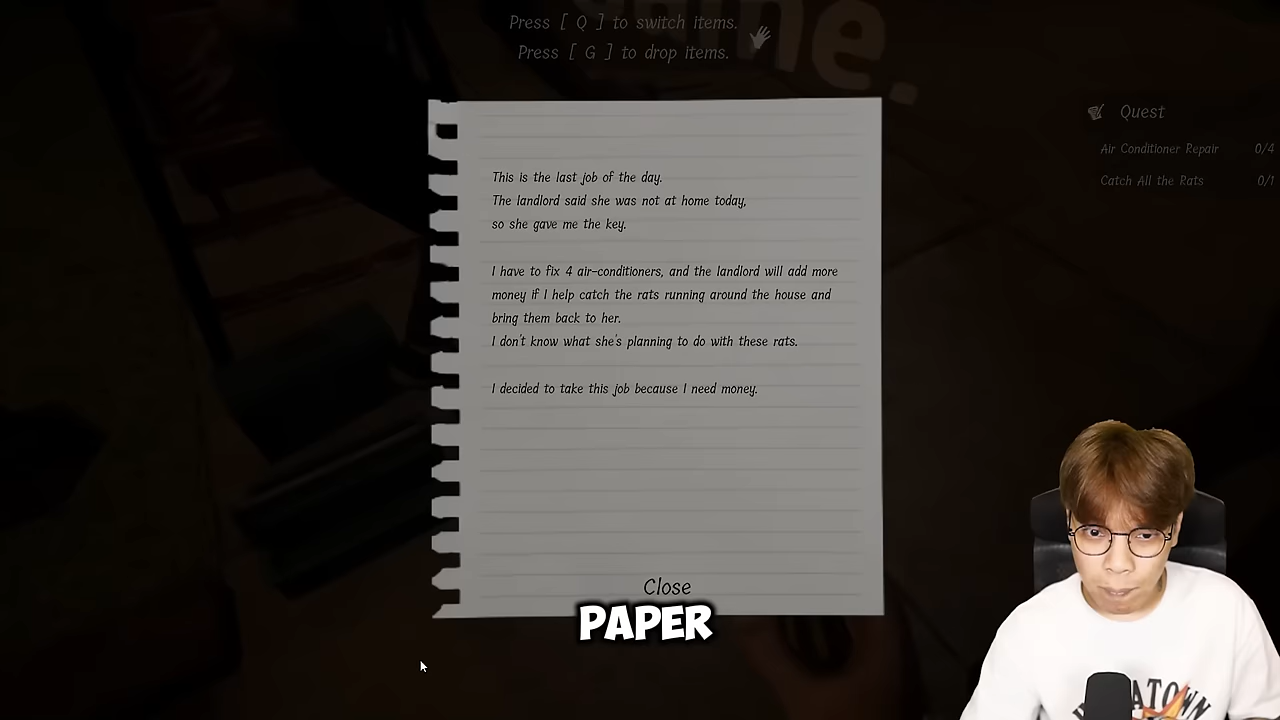 Press [ Q ] to switch items.
Press [ G ] to drop items.
Quest
Air Conditioner Repair 0/4
Catch All the Rats 0/1
This is the last job of the day.
The landlord said she was not at home today,
so she gave me the key.
I have to fix 4 air-conditioners, and the landlord will add more
money if I help catch the rats running around the house and
bring them back to her.
I don't know what she's planning to do with these rats.
I decided to take this job because I need money.
Close
PAPER